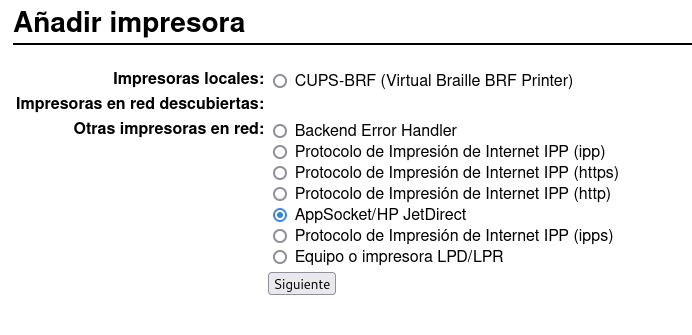 Añadir impresora
Impresoras locales: CUPS-BRF (Virtual Braille BRF Printer)
Impresoras en red descubiertas:
Otras impresoras en red: Backend Error Handler
Protocolo de Impresión de Internet IPP (ipp)
Protocolo de Impresión de Internet IPP (https)
Protocolo de Impresión de Internet IPP (http)
AppSocket/HP JetDirect
Protocolo de Impresión de Internet IPP (ipps)
Equipo o impresora LPD/LPR
Siguiente